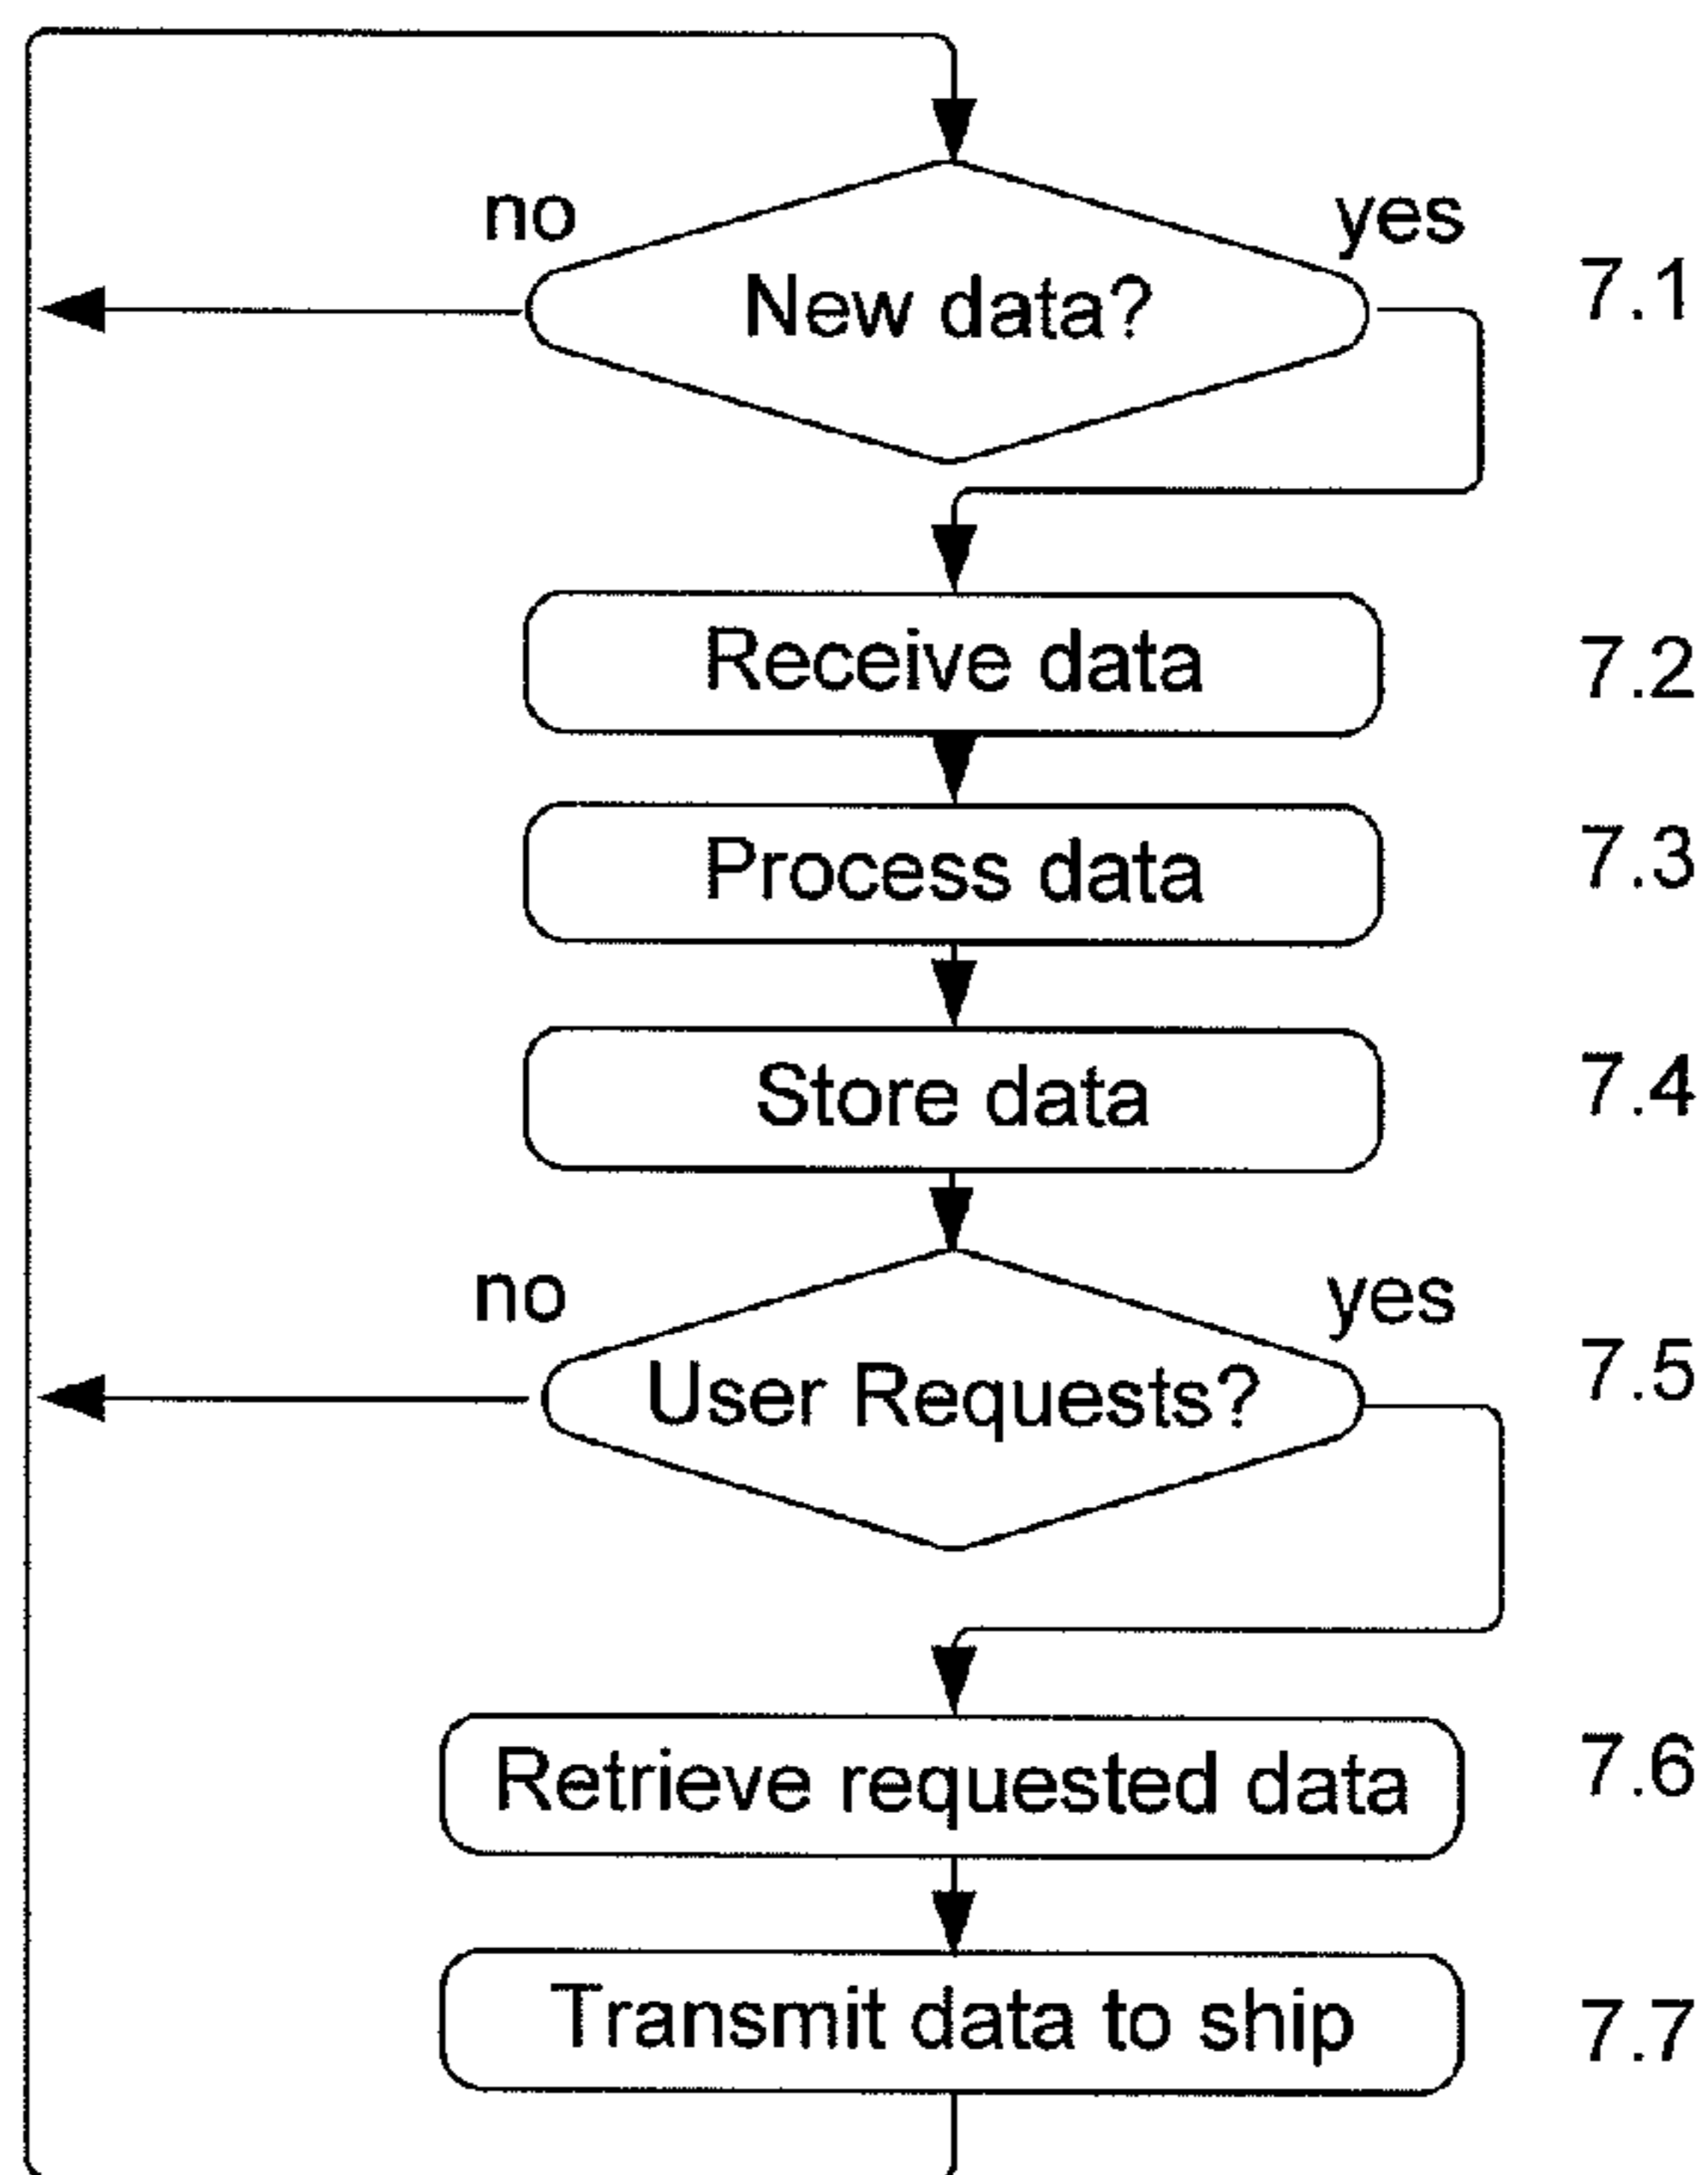 no
yes
New data?
7.1
Receive data
7.2
Process data
7.3
Store data
7.4
no
yes
User Requests?
7.5
Retrieve requested data
7.6
Transmit data to ship
7.7